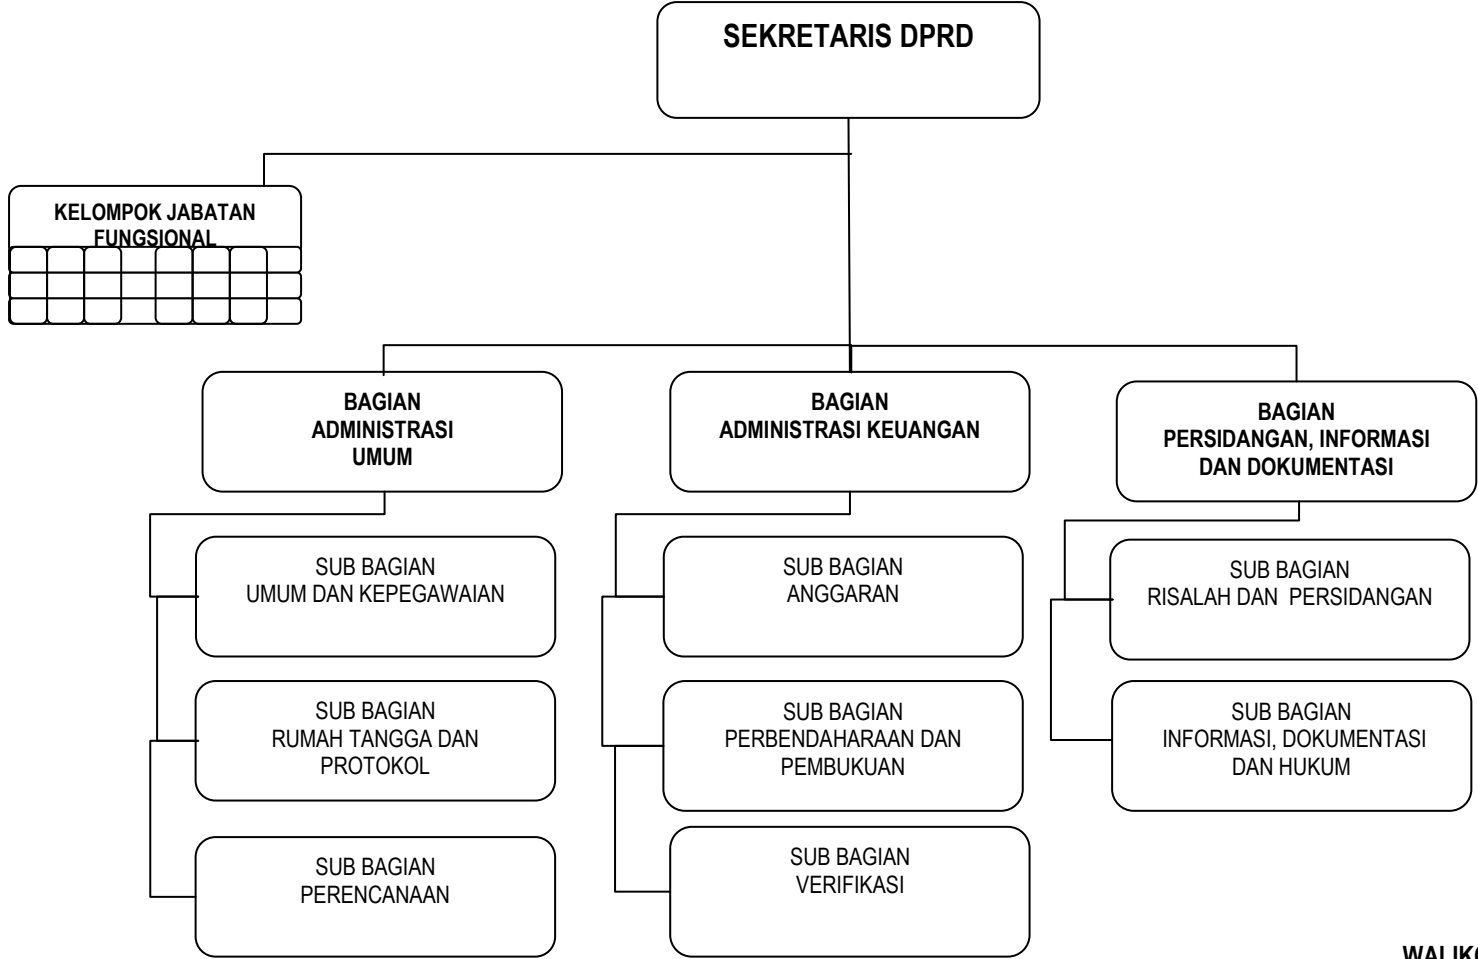 SEKRETARIS DPRD
KELOMPOK JABATAN
FUNGSIONAL
BAGIAN
ADMINISTRASI
UMUM
BAGIAN
ADMINISTRASI KEUANGAN
BAGIAN
PERSIDANGAN, INFORMASI
DAN DOKUMENTASI
SUB BAGIAN
UMUM DAN KEPEGAWAIAN
SUB BAGIAN
ANGGARAN
SUB BAGIAN
RISALAH DAN PERSIDANGAN
SUB BAGIAN
RUMAH TANGGA DAN
PROTOKOL
SUB BAGIAN
PERBENDAHARAAN DAN
PEMBUKUAN
SUB BAGIAN
INFORMASI, DOKUMENTASI
DAN HUKUM
SUB BAGIAN
PERENCANAAN
SUB BAGIAN
VERIFIKASI